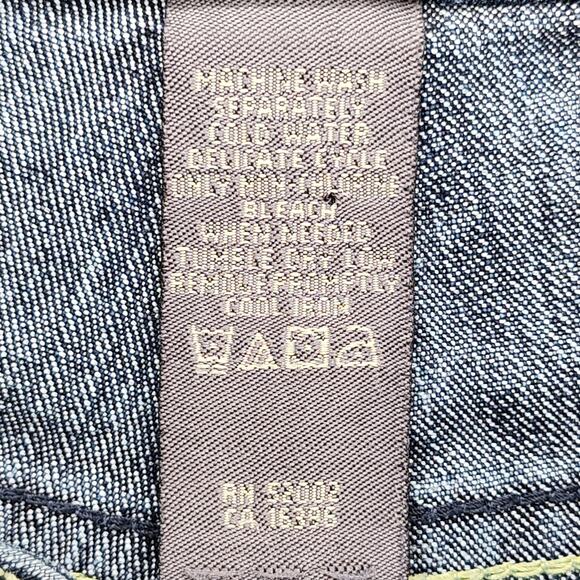 MACHINE WASH
SEPARATELY
COLD WATER
DELICATE CYCLE
ONLY NON CHLORINE
BLEACH
WHEN NEEDED
TUMBLE DRY LOW
REMOVE PROMPTLY
COOL IRON
RN 52002
CA 16396